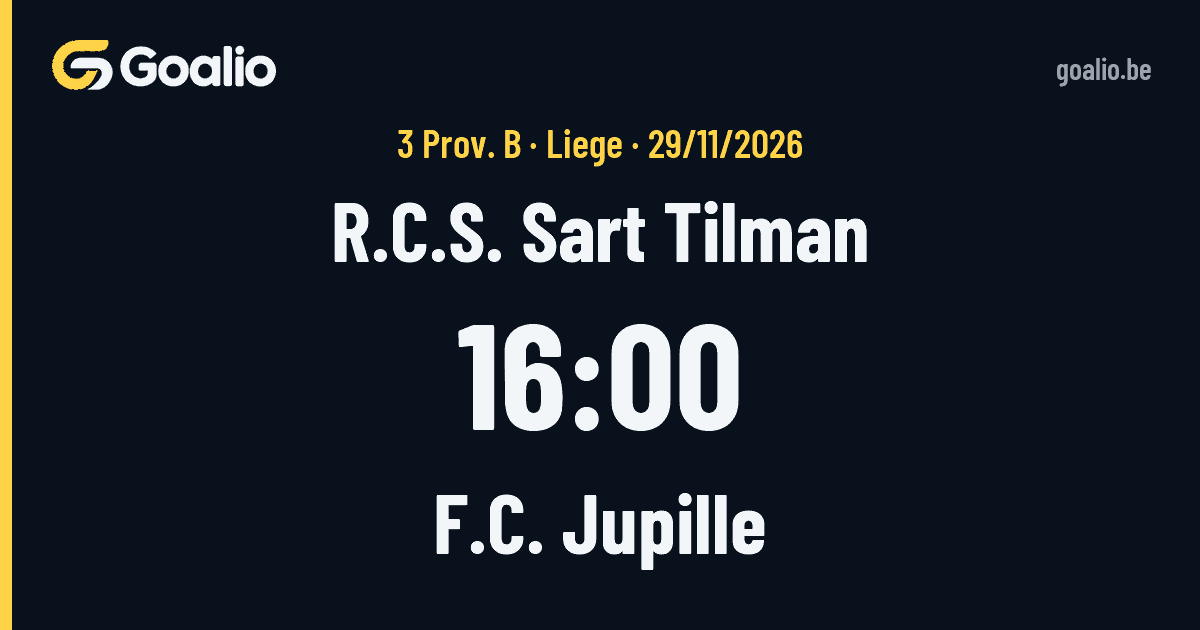 Goalio
goalio.be
3 Prov. B · Liege · 29/11/2026
R.C.S. Sart Tilman
16:00
F.C. Jupille